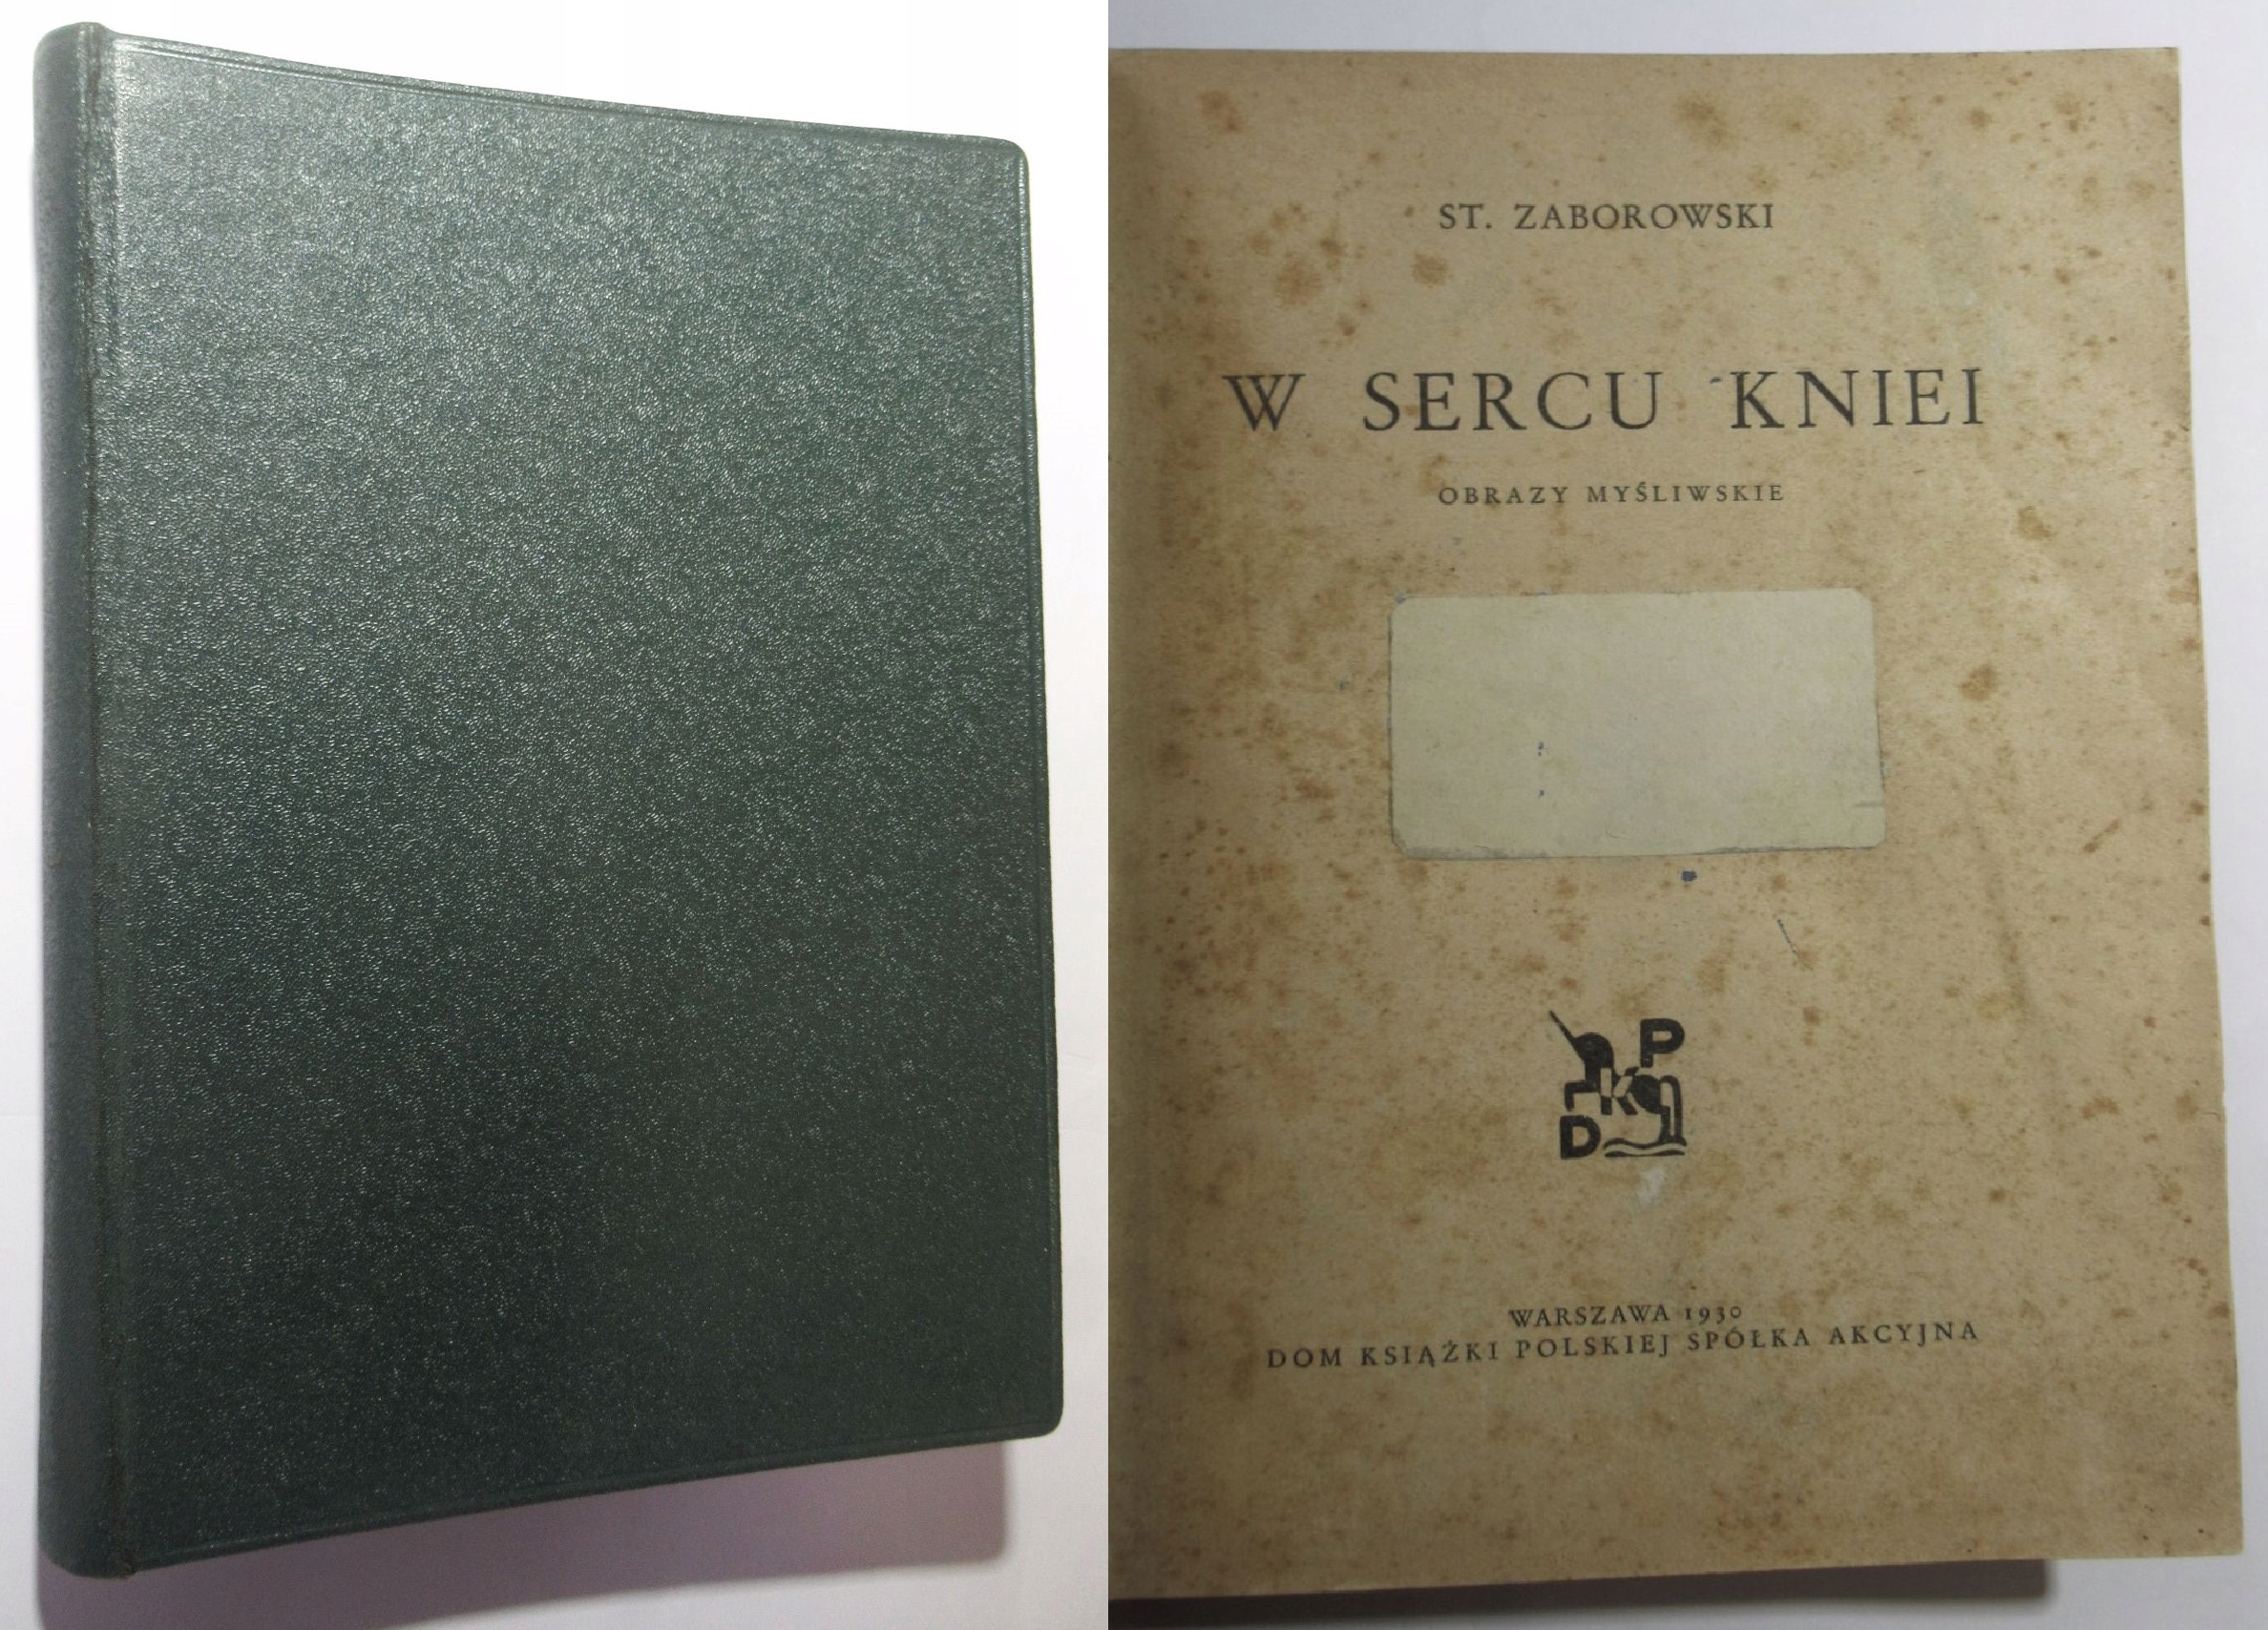 ST. ZABOROWSKI
W SERCU KNIEI
OBRAZY MYŚLIWSKIE
P
K
D
WARSZAWA 1930
DOM KSIĄŻKI POLSKIEJ SPÓŁKA AKCYJNA